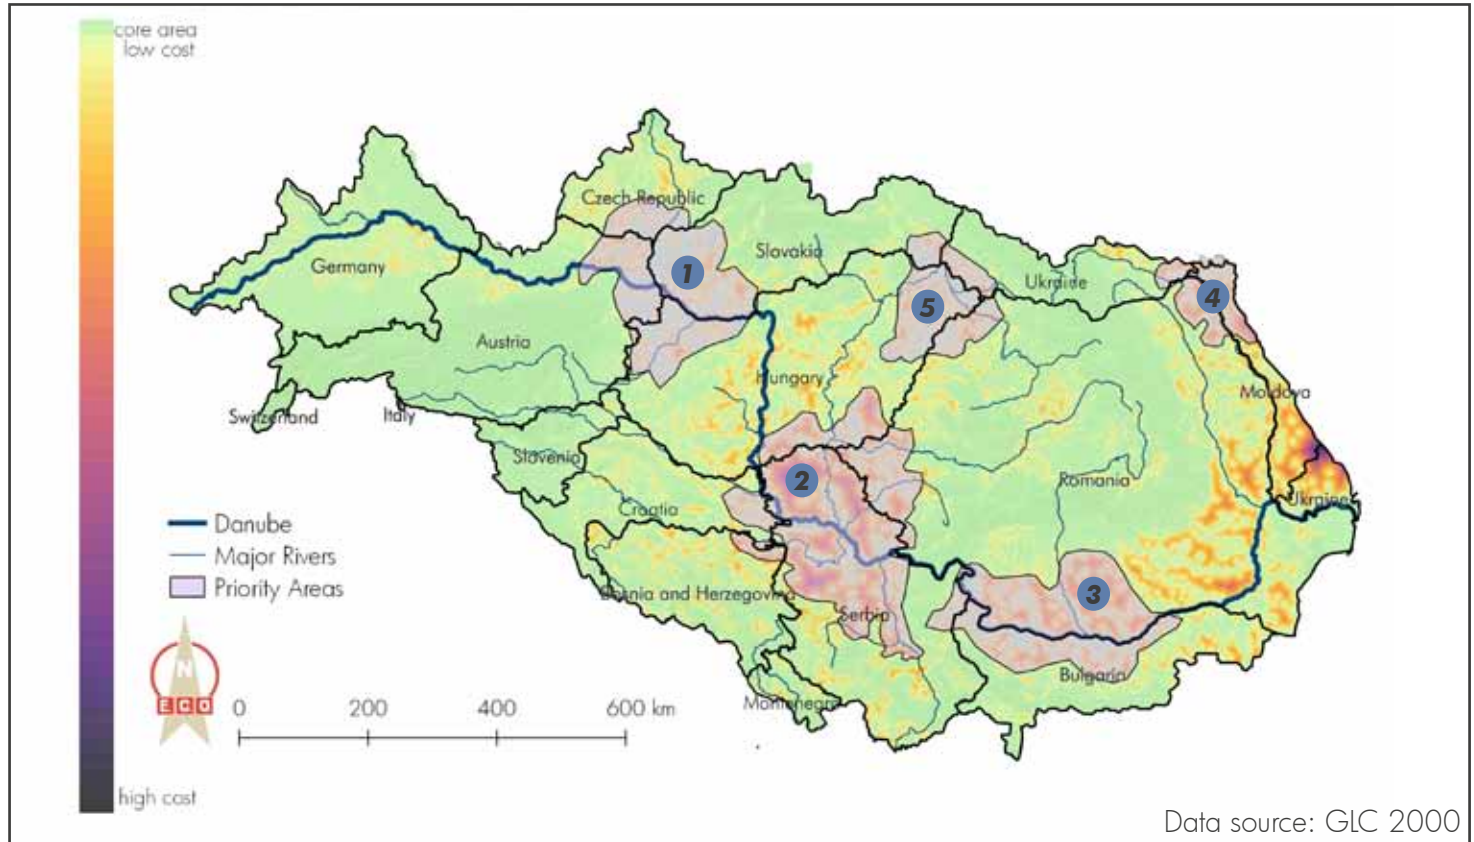 core area
low cost
high cost
Czech Republic
Slovakia
Germany
Ukraine
Austria
Hungary
Moldova
Switzerland
Italy
Slovenia
Romania
Ukraine
Croatia
Bosnia and Herzegovina
Serbia
Bulgaria
Montenegro
1
5
4
2
3
Danube
Major Rivers
Priority Areas
N
ECO
0 200 400 600 km
Data source: GLC 2000